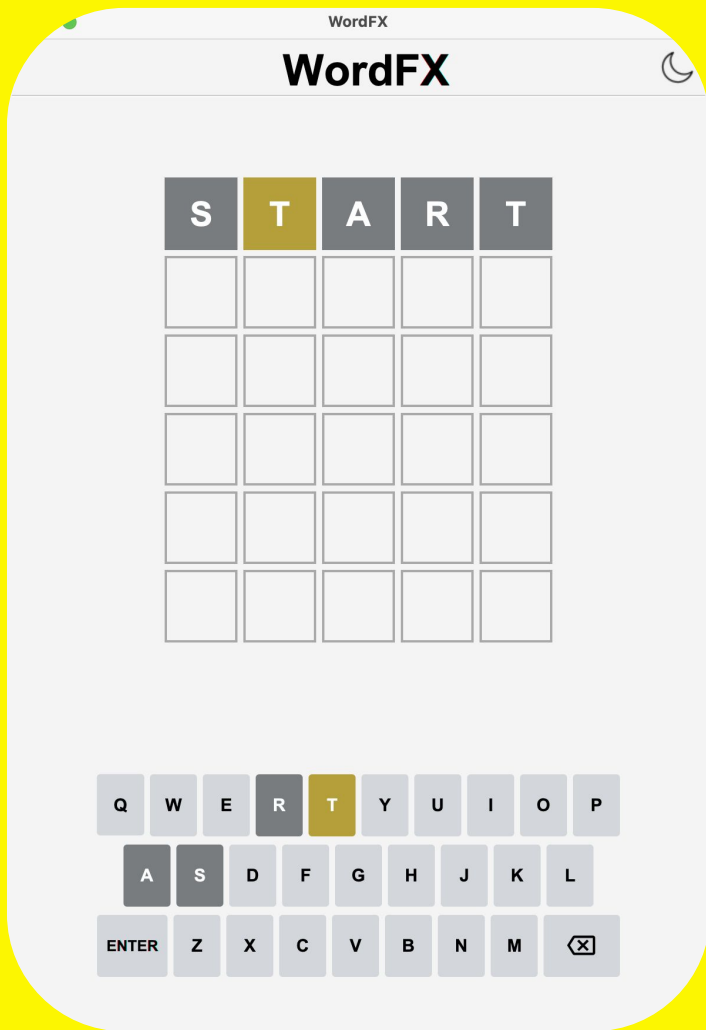 WordFX
WordFX
S T A R T
Q W E R T Y U I O P
A S D F G H J K L
ENTER Z X C V B N M